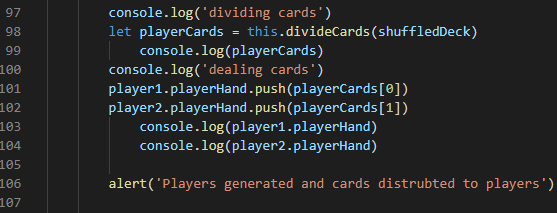 97 console.log('dividing cards')
98 let playerCards = this.divideCards(shuffledDeck)
99 console.log(playerCards)
100 console.log('dealing cards')
101 player1.playerHand.push(playerCards[0])
102 player2.playerHand.push(playerCards[1])
103 console.log(player1.playerHand)
104 console.log(player2.playerHand)
105
106 alert('Players generated and cards distrubted to players')
107